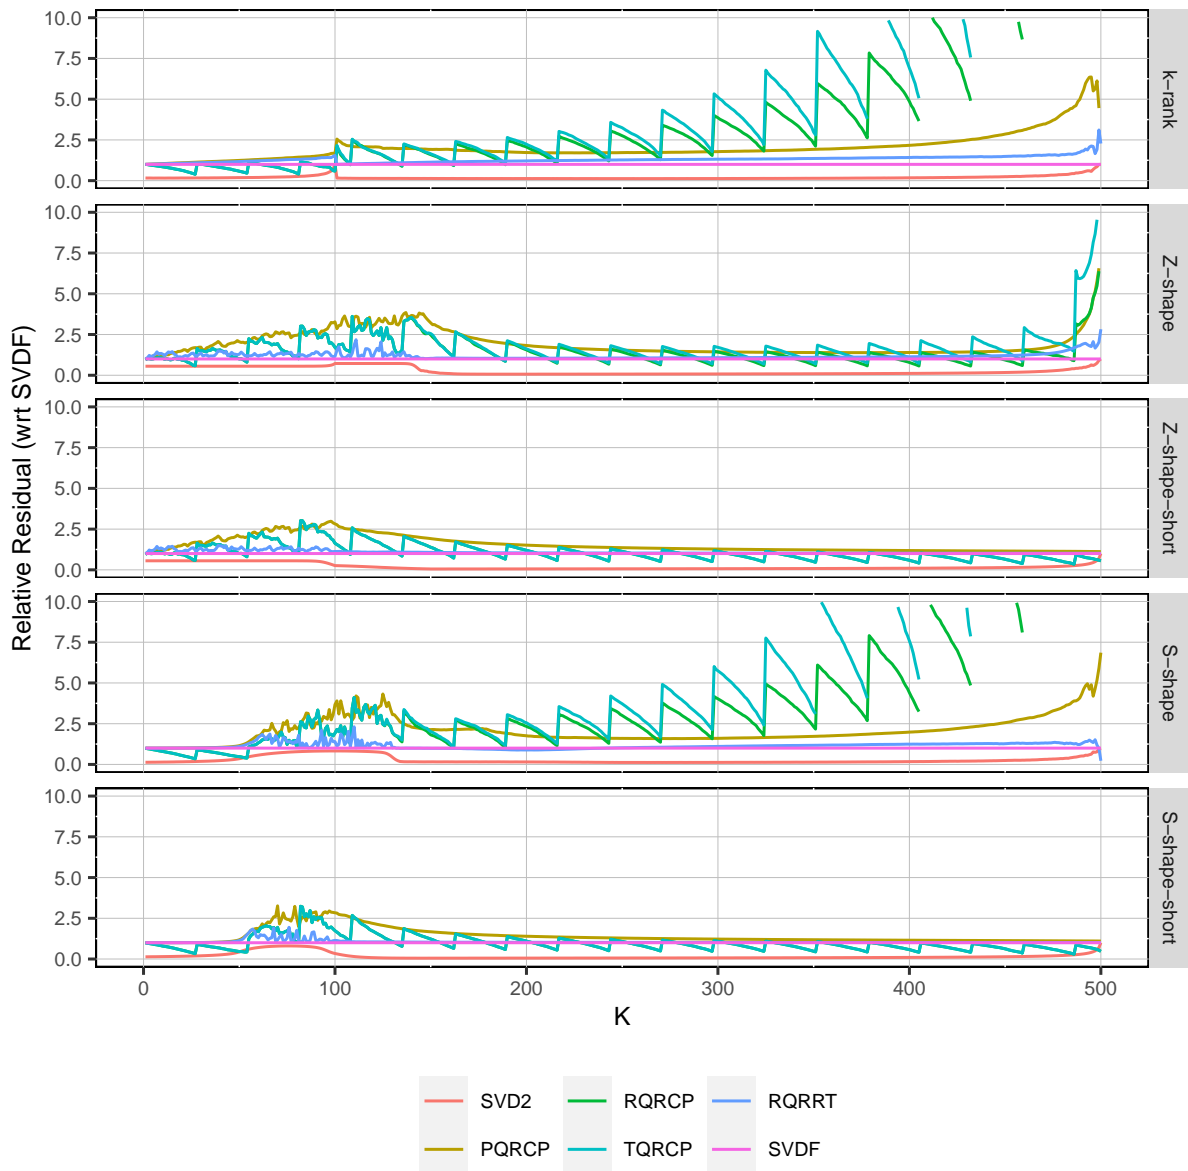 10.0
7.5
5.0
2.5
0.0
k−rank
10.0
7.5
5.0
2.5
0.0
Z−shape
10.0
7.5
5.0
2.5
0.0
Z−shape−short
10.0
7.5
5.0
2.5
0.0
S−shape
10.0
7.5
5.0
2.5
0.0
S−shape−short
Relative Residual (wrt SVDF)
0 100 200 300 400 500
K
SVD2 RQRCP RQRRT
PQRCP TQRCP SVDF